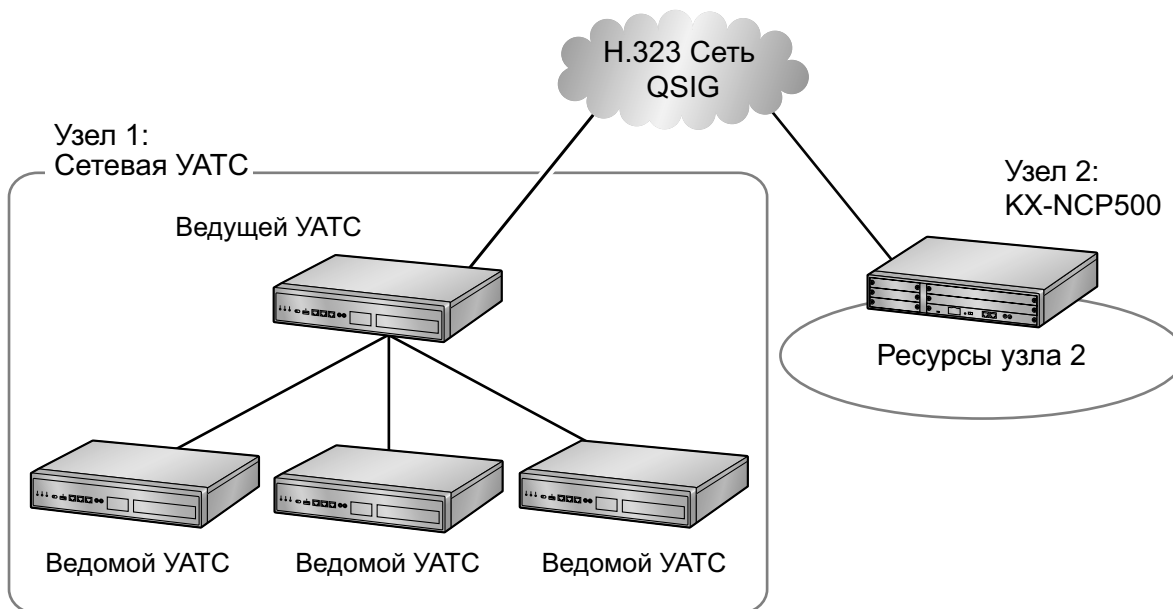 Н.323 Сеть
QSIG
Узел 1:
Сетевая УАТС
Узел 2:
KX-NCP500
Ведущей УАТС
Ресурсы узла 2
Ведомой УАТС
Ведомой УАТС
Ведомой УАТС